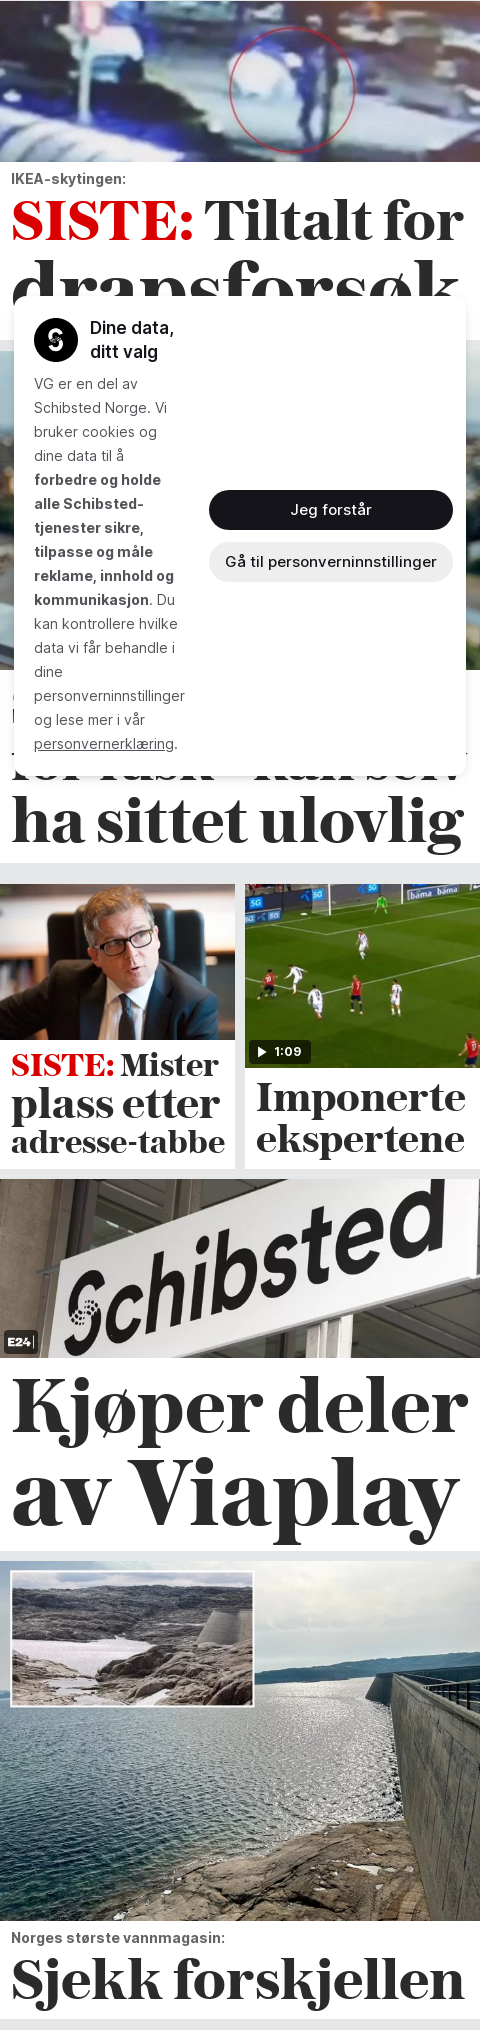 IKEA-skytingen:
SISTE: Tiltalt for
drapsforsøk
Dine data,
ditt valg
VG er en del av
Schibsted Norge. Vi
bruker cookies og
dine data til å
forbedre og holde
alle Schibsted-
tjenester sikre,
tilpasse og måle
reklame, innhold og
kommunikasjon. Du
kan kontrollere hvilke
data vi får behandle i
dine
personverninnstillinger
og lese mer i vår
personvernerklæring.
Jeg forstår
Gå til personverninnstillinger
ha sittet ulovlig
5G
5G
bama
bama
1:09
SISTE: Mister
plass etter
adresse-tabbe
Imponerte
ekspertene
Schibsted
E24
Kjøper deler
av Viaplay
Norges største vannmagasin:
Sjekk forskjellen